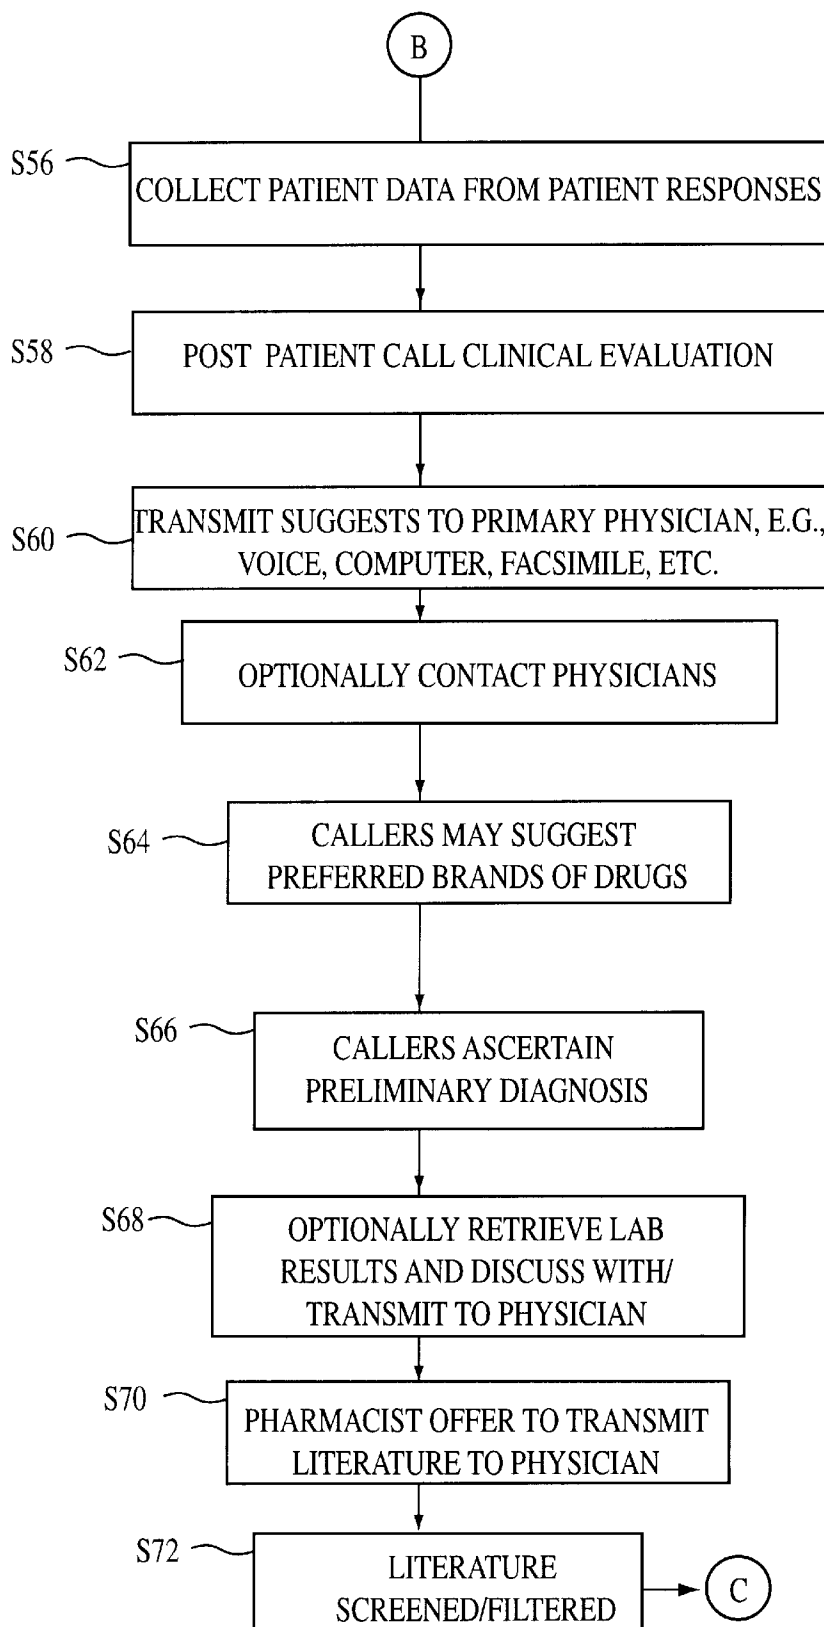 B
S56
COLLECT PATIENT DATA FROM PATIENT RESPONSES
S58
POST PATIENT CALL CLINICAL EVALUATION
S60
TRANSMIT SUGGESTS TO PRIMARY PHYSICIAN, E.G.,
VOICE, COMPUTER, FACSIMILE, ETC.
S62
OPTIONALLY CONTACT PHYSICIANS
S64
CALLERS MAY SUGGEST
PREFERRED BRANDS OF DRUGS
S66
CALLERS ASCERTAIN
PRELIMINARY DIAGNOSIS
S68
OPTIONALLY RETRIEVE LAB
RESULTS AND DISCUSS WITH/
TRANSMIT TO PHYSICIAN
S70
PHARMACIST OFFER TO TRANSMIT
LITERATURE TO PHYSICIAN
S72
LITERATURE
SCREENED/FILTERED
C